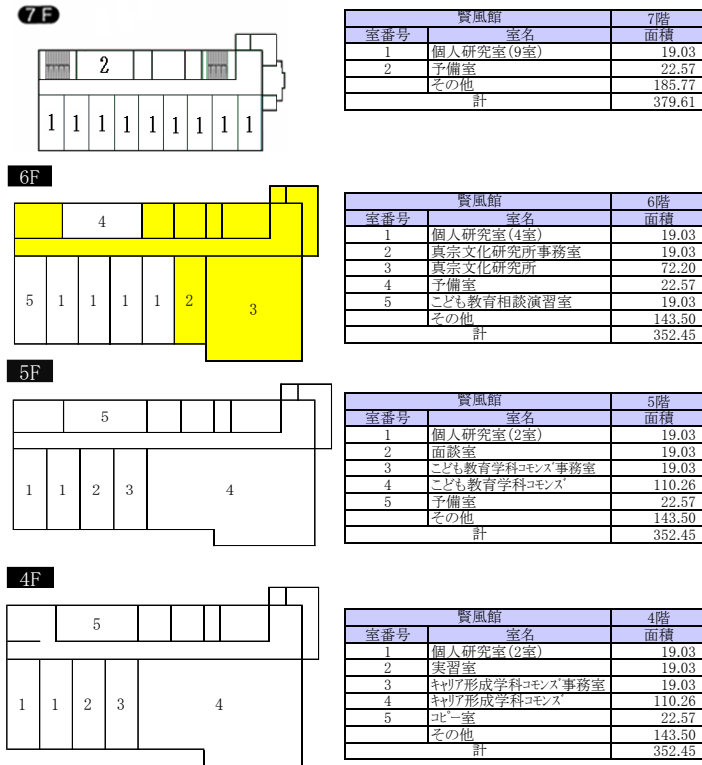 7F
2
1 1 1 1 1 1 1 1 1
賢風館 7階
室番号 室名 面積
1 個人研究室(9室) 19.03
2 予備室 22.57
その他 185.77
計 379.61
6F
4
5 1 1 1 1 2 3
賢風館 6階
室番号 室名 面積
1 個人研究室(4室) 19.03
2 真宗文化研究所事務室 19.03
3 真宗文化研究所 72.20
4 予備室 22.57
5 こども教育相談演習室 19.03
その他 143.50
計 352.45
5F
5
1 1 2 3 4
賢風館 5階
室番号 室名 面積
1 個人研究室(2室) 19.03
2 面談室 19.03
3 こども教育学科コモンズ事務室 19.03
4 こども教育学科コモンズ 110.26
5 予備室 22.57
その他 143.50
計 352.45
4F
5
1 1 2 3 4
賢風館 4階
室番号 室名 面積
1 個人研究室(2室) 19.03
2 実習室 19.03
3 キャリア形成学科コモンズ事務室 19.03
4 キャリア形成学科コモンズ 110.26
5 コピー室 22.57
その他 143.50
計 352.45